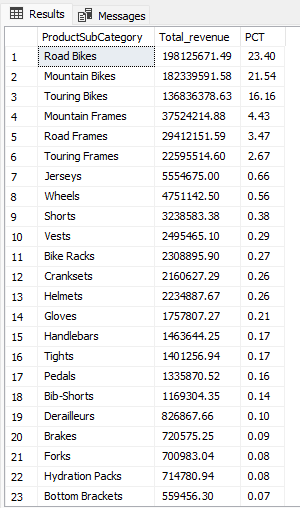 Results Messages
ProductSubCategory Total_revenue PCT
1 Road Bikes 198125671.49 23.40
2 Mountain Bikes 182339591.58 21.54
3 Touring Bikes 136836378.63 16.16
4 Mountain Frames 37524214.88 4.43
5 Road Frames 29412151.59 3.47
6 Touring Frames 22595514.60 2.67
7 Jerseys 5554675.00 0.66
8 Wheels 4751142.50 0.56
9 Shorts 3238583.38 0.38
10 Vests 2495465.10 0.29
11 Bike Racks 2308895.90 0.27
12 Cranksets 2160627.29 0.26
13 Helmets 2234887.67 0.26
14 Gloves 1757807.27 0.21
15 Handlebars 1463644.25 0.17
16 Tights 1401256.94 0.17
17 Pedals 1335870.52 0.16
18 Bib-Shorts 1169304.35 0.14
19 Derailleurs 826867.66 0.10
20 Brakes 720575.25 0.09
21 Forks 700983.04 0.08
22 Hydration Packs 714780.94 0.08
23 Bottom Brackets 559456.30 0.07